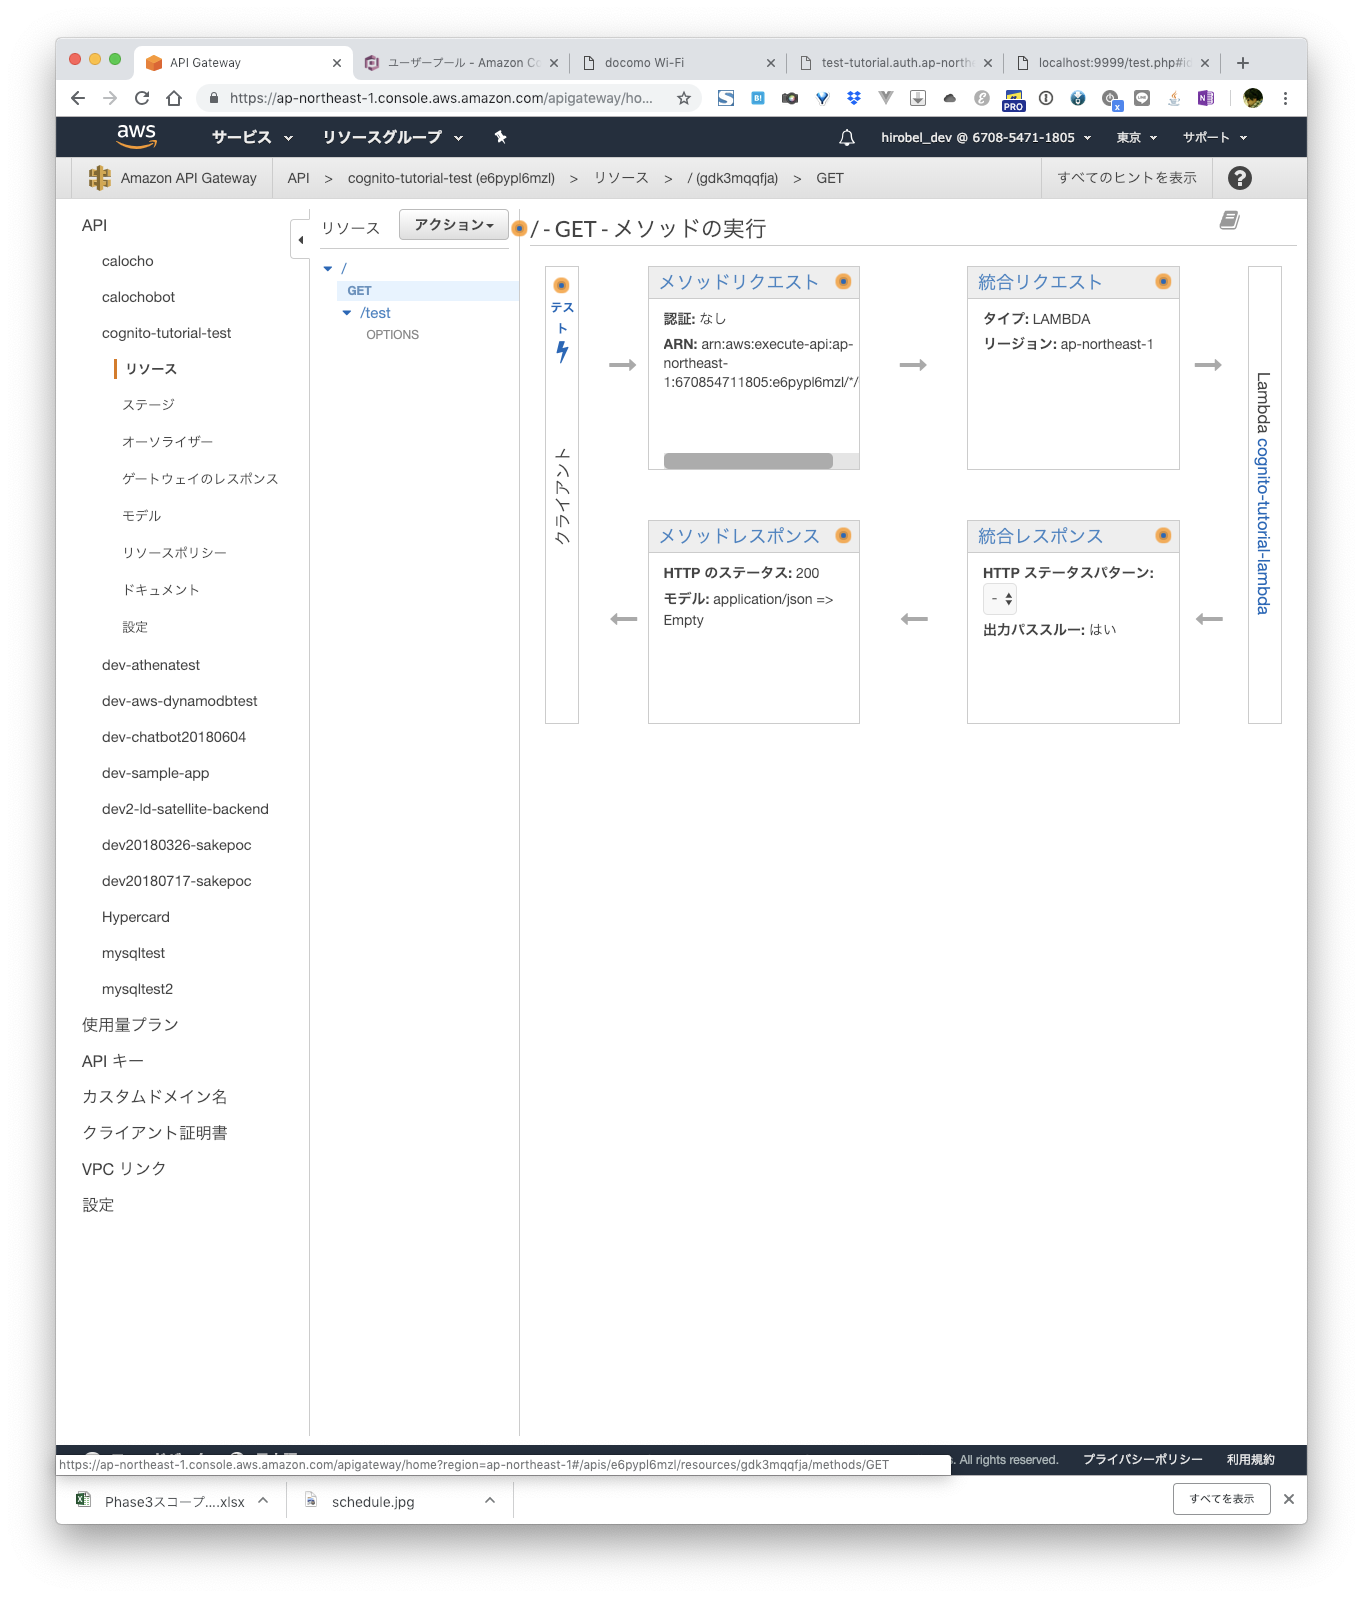 API Gateway
ユーザープール - Amazon Co
docomo Wi-Fi
test-tutorial.auth.ap-northe
localhost:9999/test.php#id
https://ap-northeast-1.console.aws.amazon.com/apigateway/ho...
aws
サービス
リソースグループ
hirobel_dev @ 6708-5471-1805
東京
サポート
Amazon API Gateway
API > cognito-tutorial-test (e6pypl6mzl) > リソース > / (gdk3mqqfja) > GET
すべてのヒントを表示
API
calocho
calochobot
cognito-tutorial-test
リソース
ステージ
オーソライザー
ゲートウェイのレスポンス
モデル
リソースポリシー
ドキュメント
設定
dev-athenatest
dev-aws-dynamodbtest
dev-chatbot20180604
dev-sample-app
dev2-ld-satellite-backend
dev20180326-sakepoc
dev20180717-sakepoc
Hypercard
mysqltest
mysqltest2
使用量プラン
API キー
カスタムドメイン名
クライアント証明書
VPC リンク
設定
リソース
アクション
/
GET
/test
OPTIONS
/ - GET - メソッドの実行
テス
ト
クライアント
メソッドリクエスト
認証: なし
ARN: arn:aws:execute-api:ap-
northeast-
1:670854711805:e6pypl6mzl/*/
統合リクエスト
タイプ: LAMBDA
リージョン: ap-northeast-1
Lambda cognito-tutorial-lambda
メソッドレスポンス
HTTP のステータス: 200
モデル: application/json =>
Empty
統合レスポンス
HTTP ステータスパターン:
-
出力パススルー: はい
https://ap-northeast-1.console.aws.amazon.com/apigateway/home?region=ap-northeast-1#/apis/e6pypl6mzl/resources/gdk3mqqfja/methods/GET
s. All rights reserved.
プライバシーポリシー
利用規約
Phase3スコープ....xlsx
schedule.jpg
すべてを表示